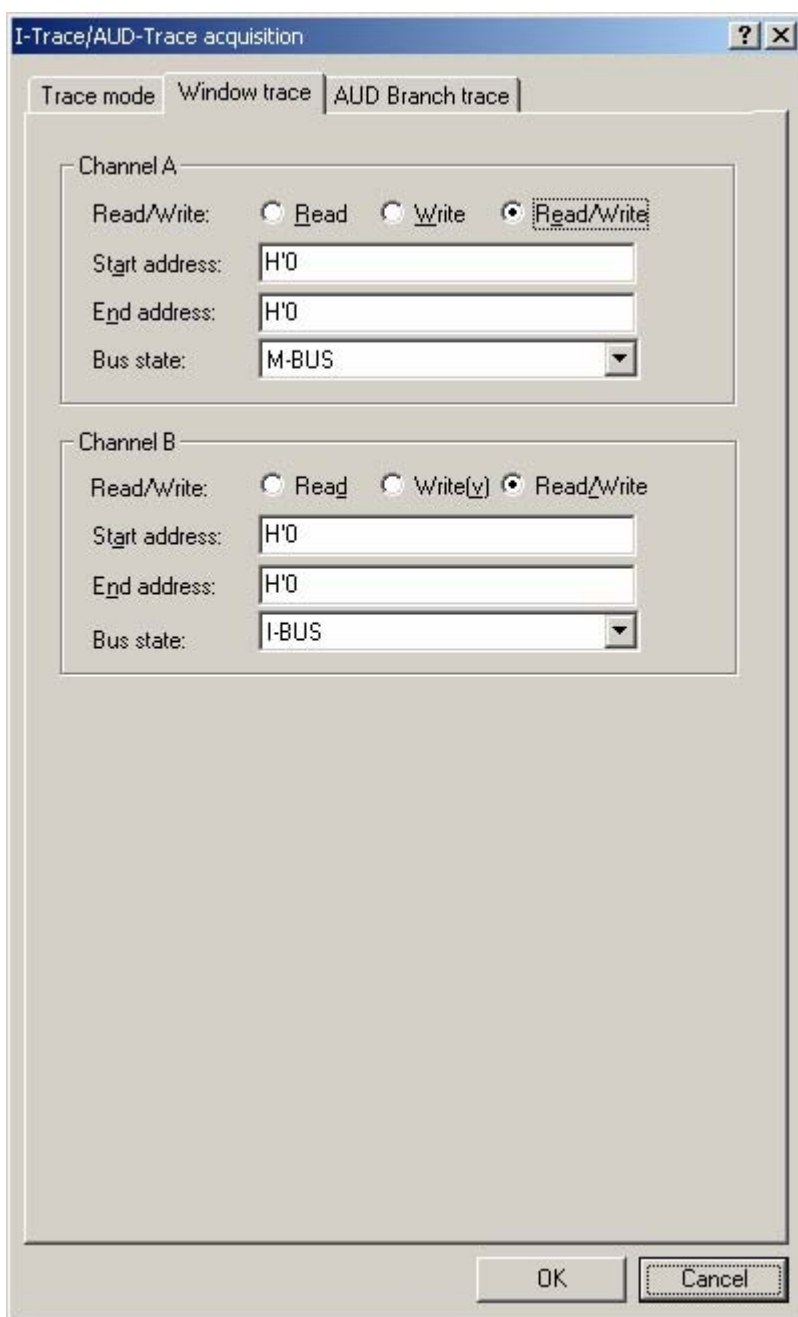 I-Trace/AUD-Trace acquisition
Trace mode Window trace AUD Branch trace
Channel A
Read/Write: Read Write Read/Write
Start address: H'0
End address: H'0
Bus state: M-BUS
Channel B
Read/Write: Read Write(v) Read/Write
Start address: H'0
End address: H'0
Bus state: I-BUS
OK Cancel